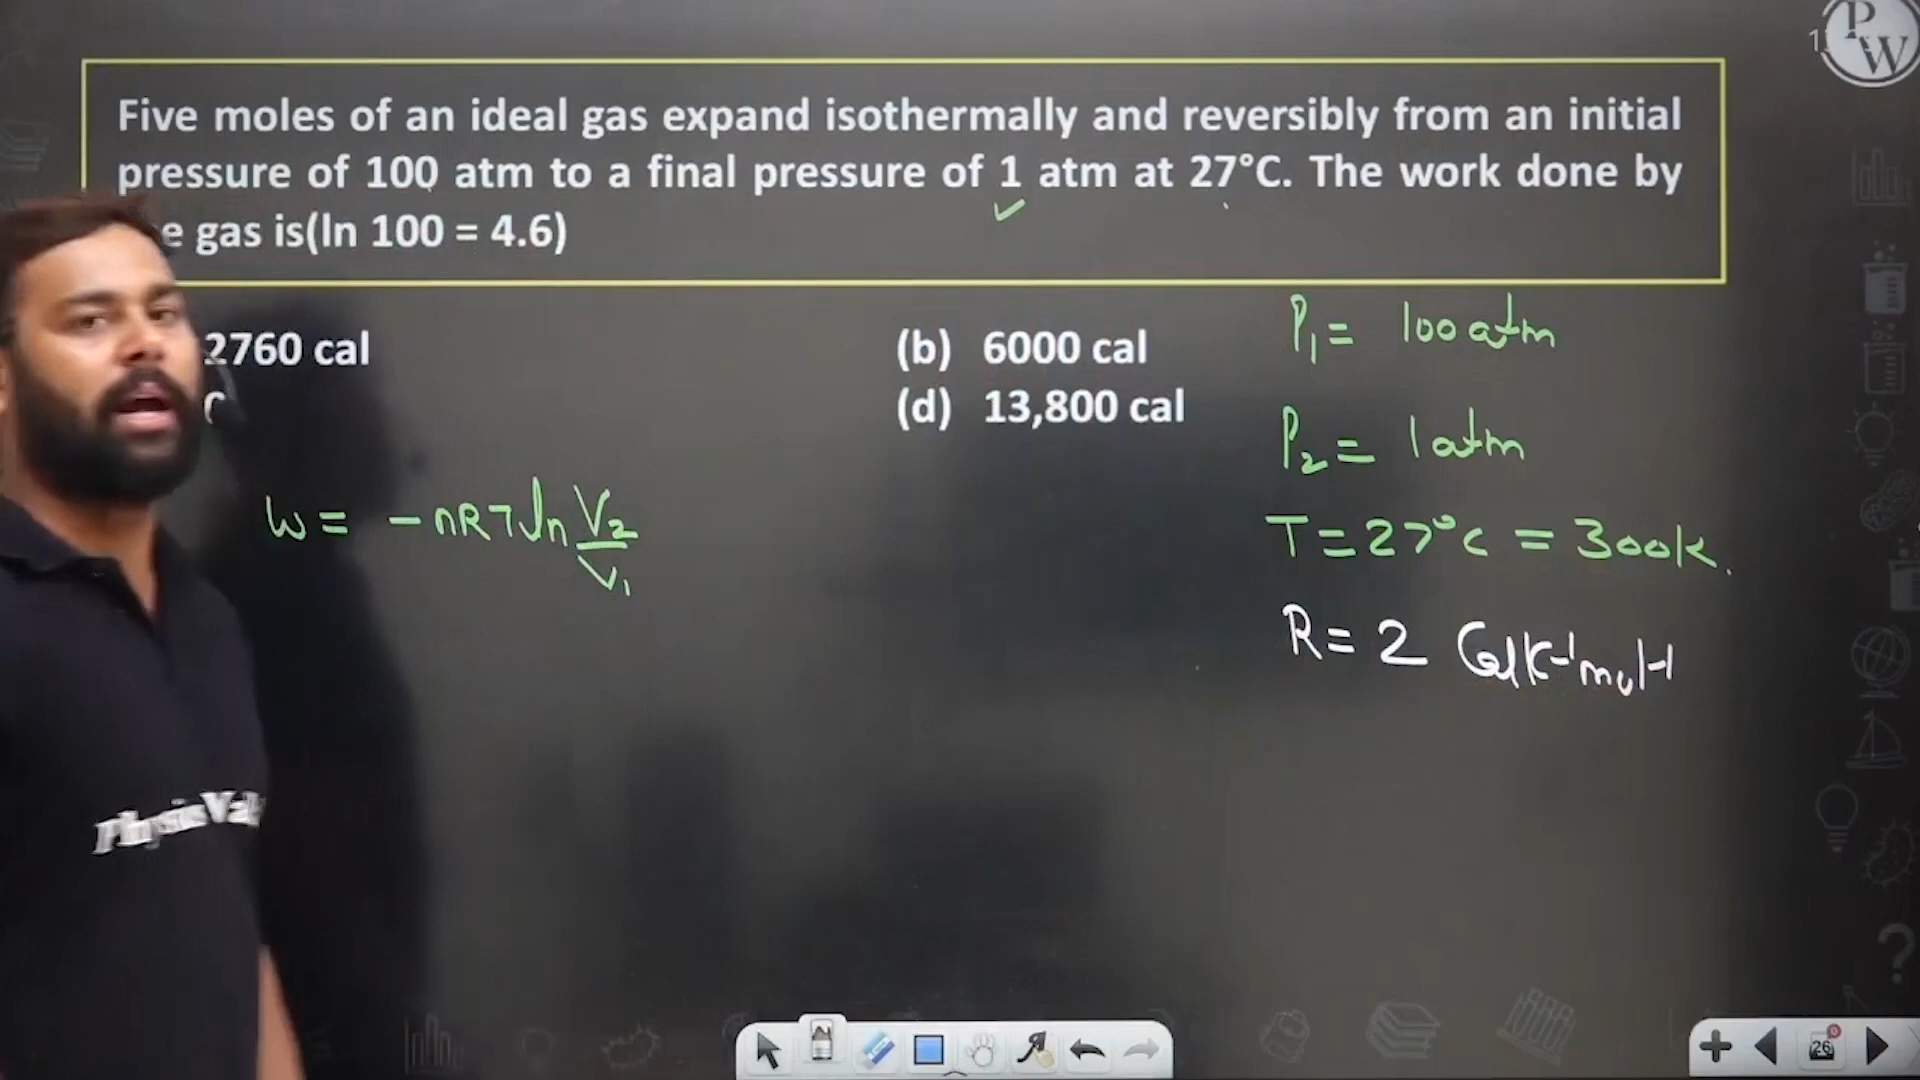 PW
Five moles of an ideal gas expand isothermally and reversibly from an initial
pressure of 100 atm to a final pressure of 1 atm at 27°C. The work done by
gas is(ln 100 = 4.6)
2760 cal
(b) 6000 cal
(d) 13,800 cal
P₁ = 100 atm
P₂ = 1 atm
T = 27°C = 300K.
R = 2 Cal K⁻¹ mol⁻¹
W = - nRT ln V₂/V₁
26